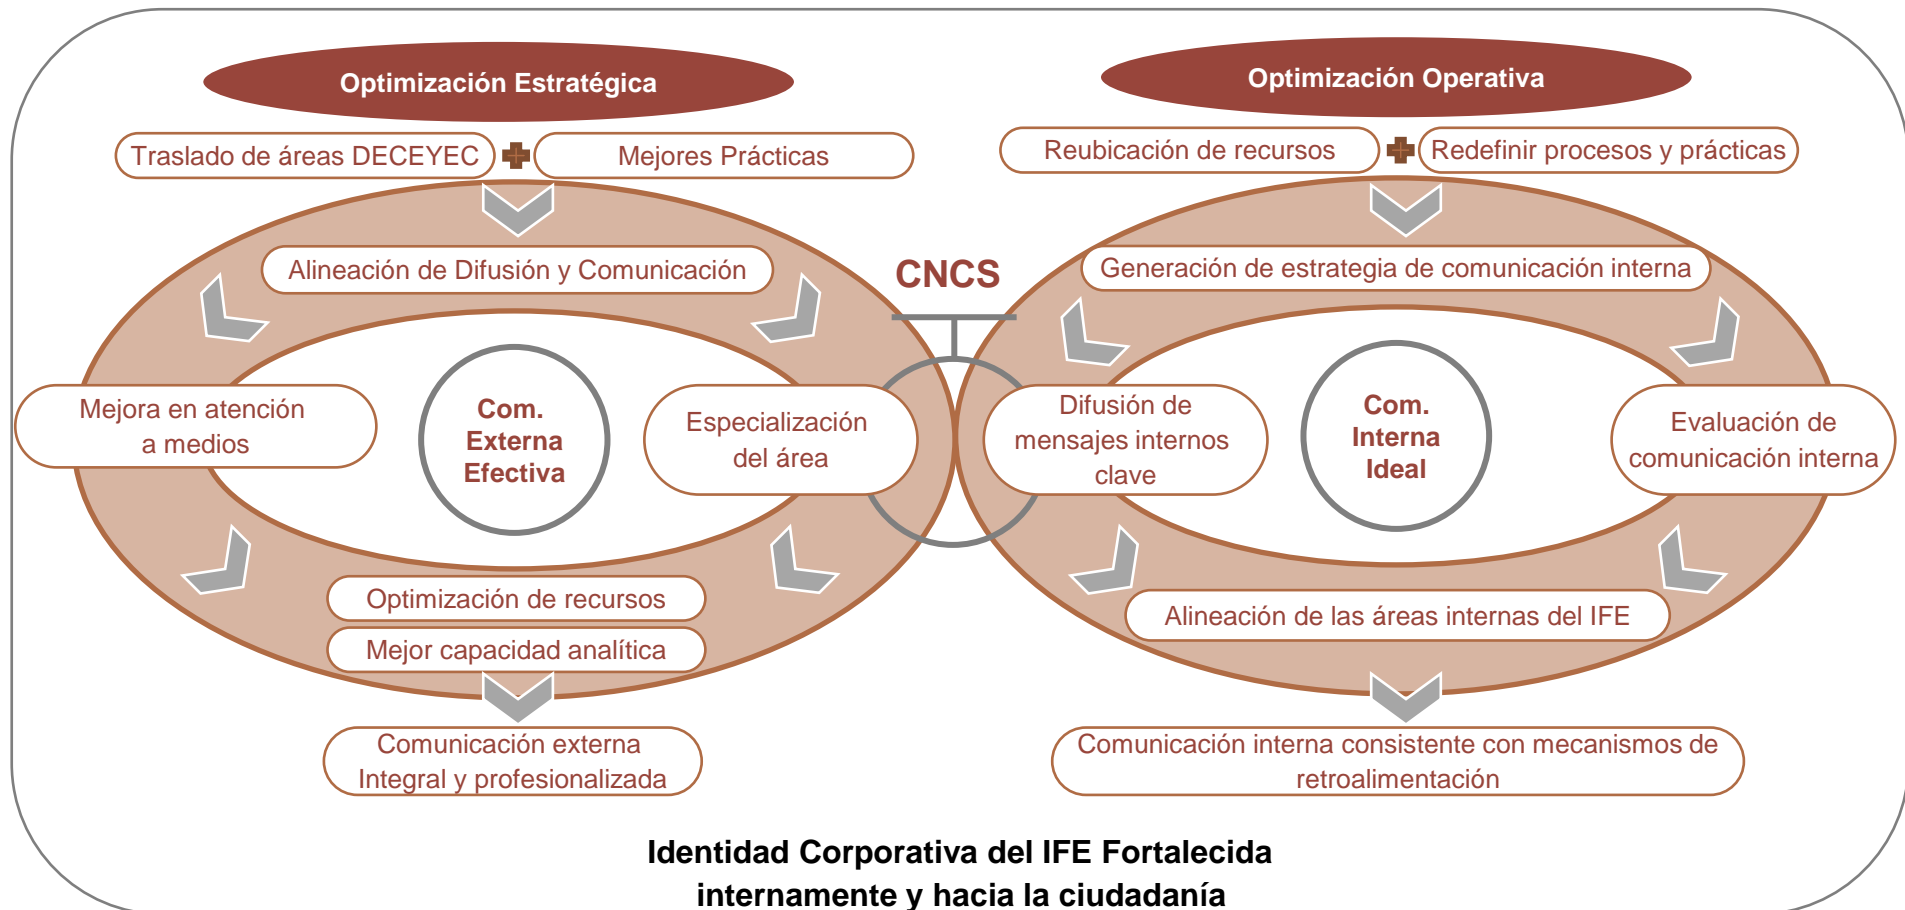 Optimización Estratégica
Optimización Operativa
Traslado de áreas DECEYEC
Mejores Prácticas
Reubicación de recursos
Redefinir procesos y prácticas
Alineación de Difusión y Comunicación
CNCS
Generación de estrategia de comunicación interna
Mejora en atención
a medios
Com.
Externa
Efectiva
Especialización
del área
Difusión de
mensajes internos
clave
Com.
Interna
Ideal
Evaluación de
comunicación interna
Optimización de recursos
Mejor capacidad analítica
Alineación de las áreas internas del IFE
Comunicación externa
Integral y profesionalizada
Comunicación interna consistente con mecanismos de
retroalimentación
Identidad Corporativa del IFE Fortalecida
internamente y hacia la ciudadanía